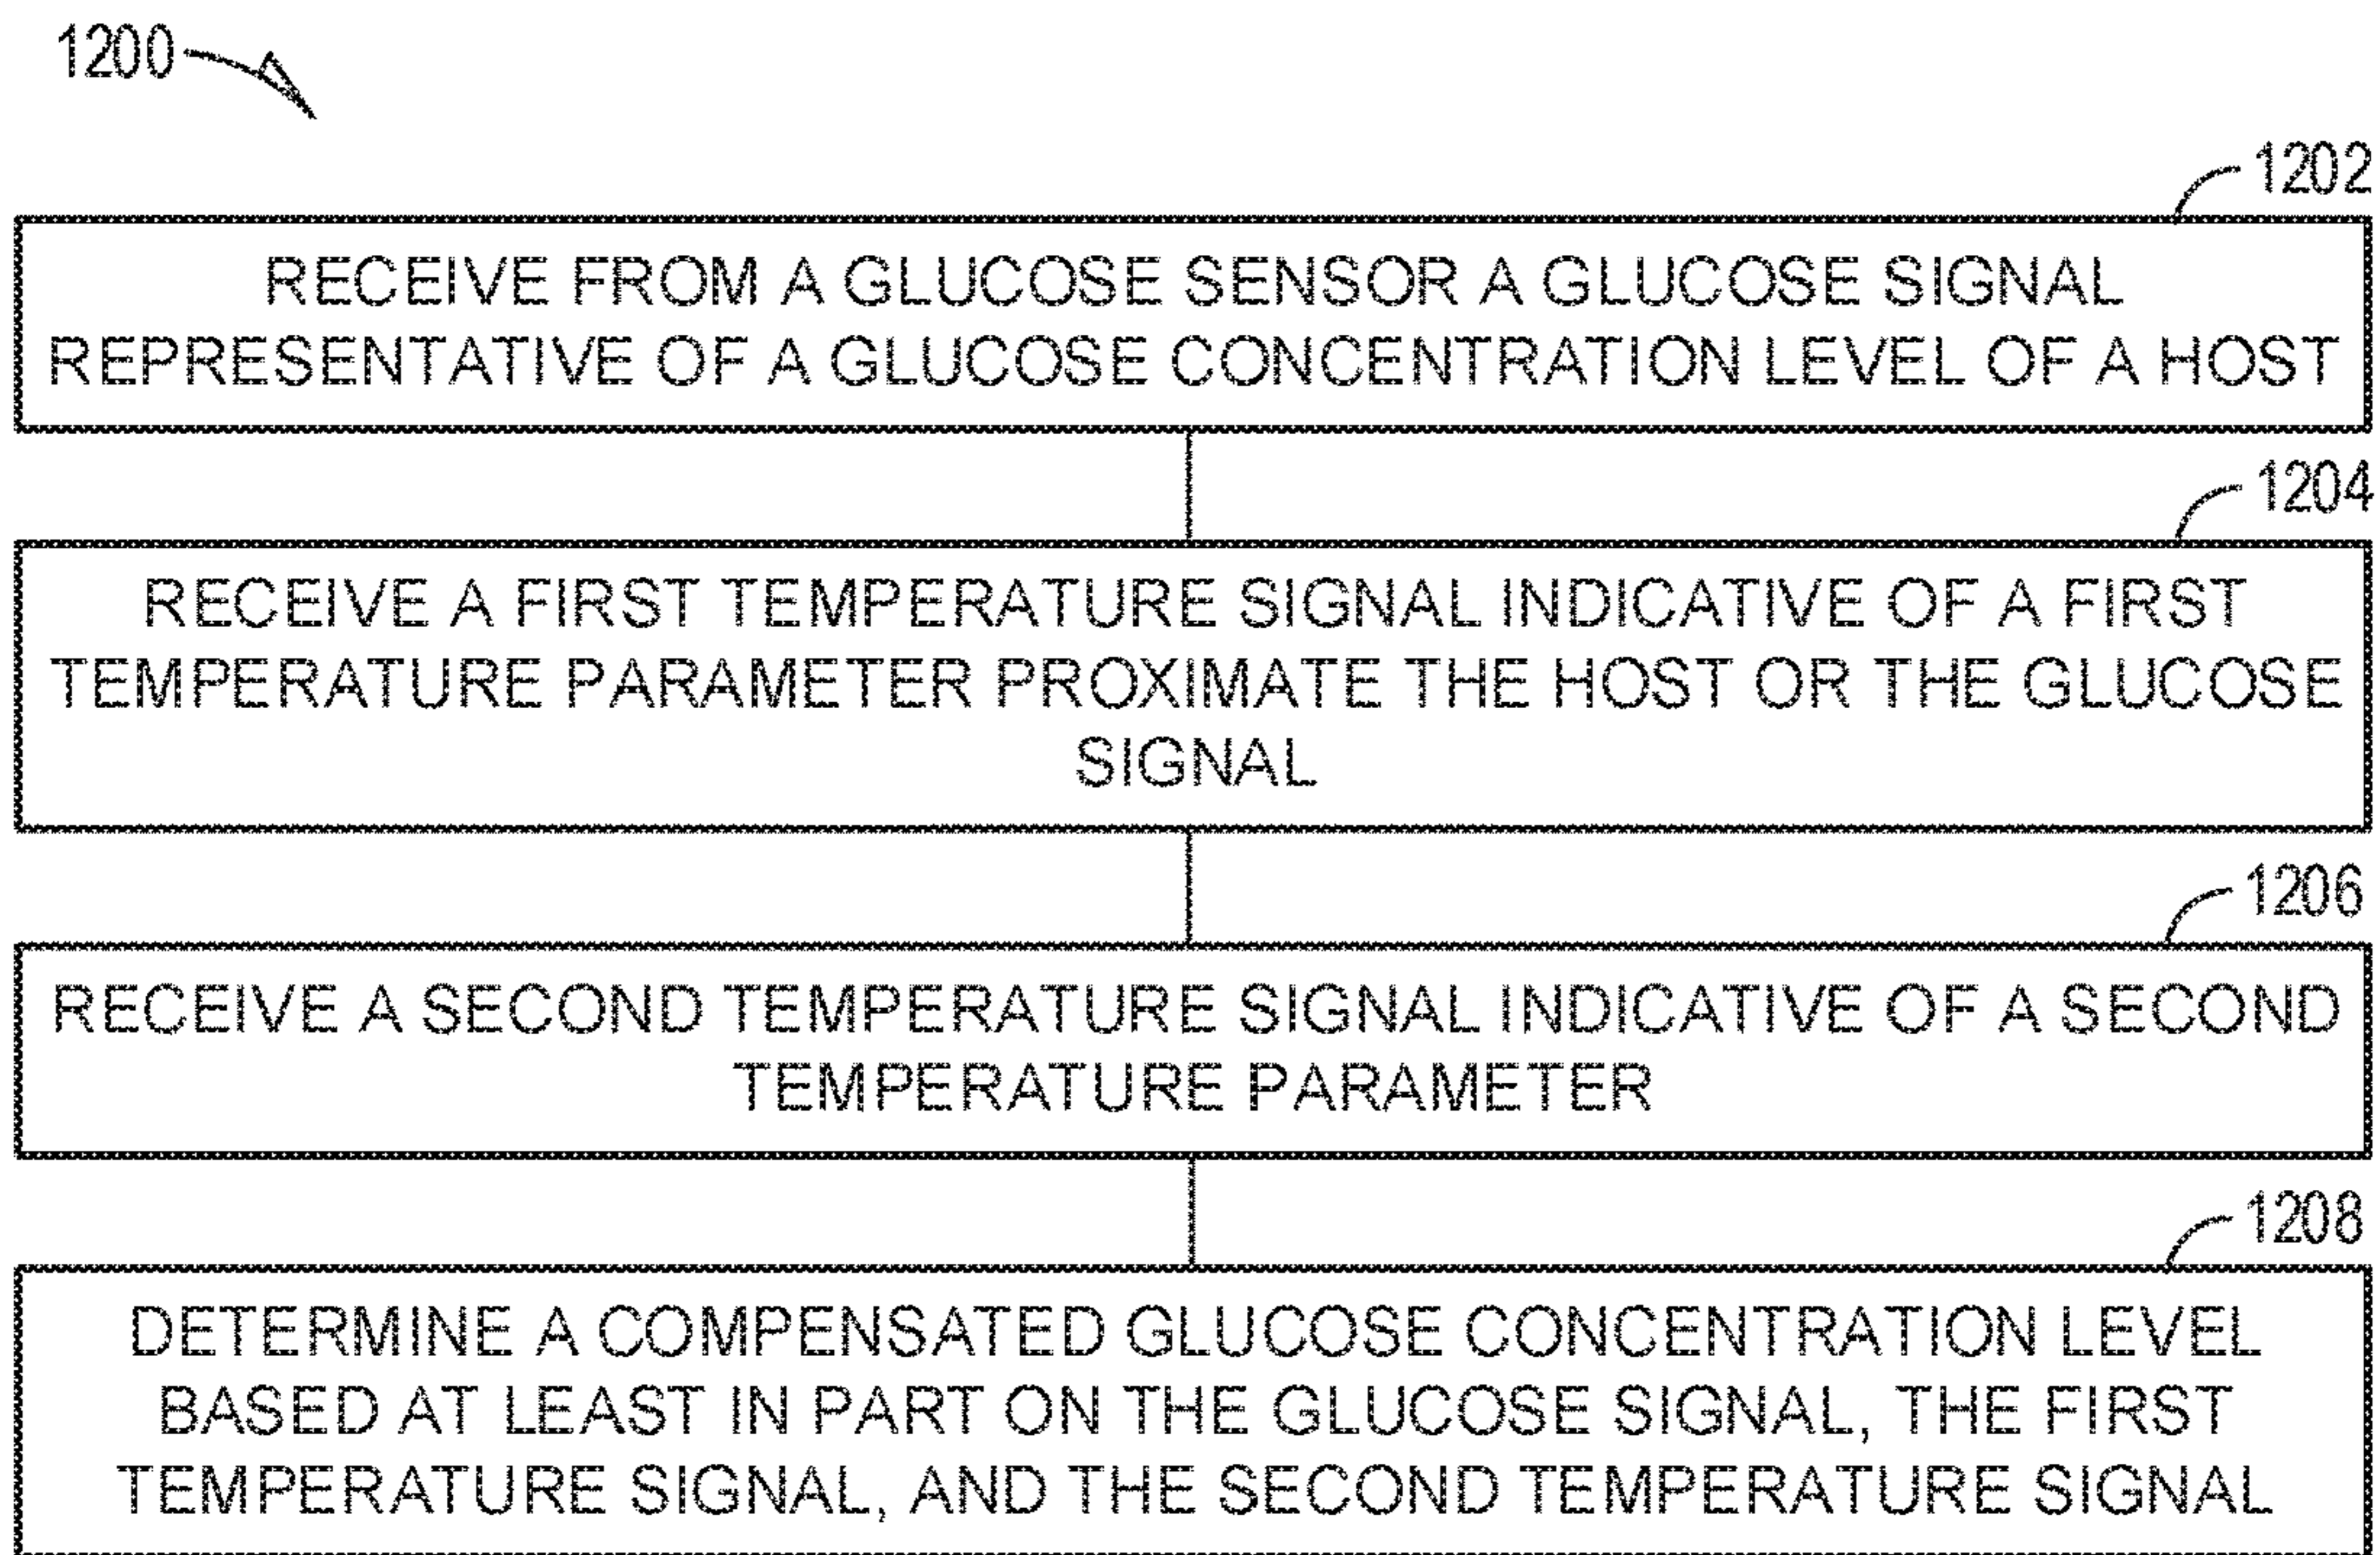 1200
1202
RECEIVE FROM A GLUCOSE SENSOR A GLUCOSE SIGNAL
REPRESENTATIVE OF A GLUCOSE CONCENTRATION LEVEL OF A HOST
1204
RECEIVE A FIRST TEMPERATURE SIGNAL INDICATIVE OF A FIRST
TEMPERATURE PARAMETER PROXIMATE THE HOST OR THE GLUCOSE
SIGNAL
1206
RECEIVE A SECOND TEMPERATURE SIGNAL INDICATIVE OF A SECOND
TEMPERATURE PARAMETER
1208
DETERMINE A COMPENSATED GLUCOSE CONCENTRATION LEVEL
BASED AT LEAST IN PART ON THE GLUCOSE SIGNAL, THE FIRST
TEMPERATURE SIGNAL, AND THE SECOND TEMPERATURE SIGNAL